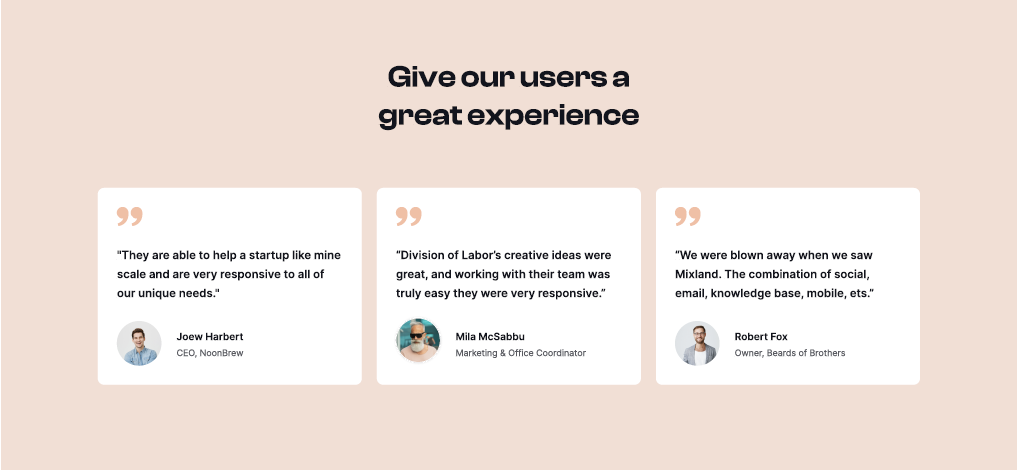 Give our users a
great experience
"They are able to help a startup like mine
scale and are very responsive to all of
our unique needs."
Joew Harbert
CEO, NoonBrew
“Division of Labor’s creative ideas were
great, and working with their team was
truly easy they were very responsive.”
Mila McSabbu
Marketing & Office Coordinator
“We were blown away when we saw
Mixland. The combination of social,
email, knowledge base, mobile, ets.”
Robert Fox
Owner, Beards of Brothers